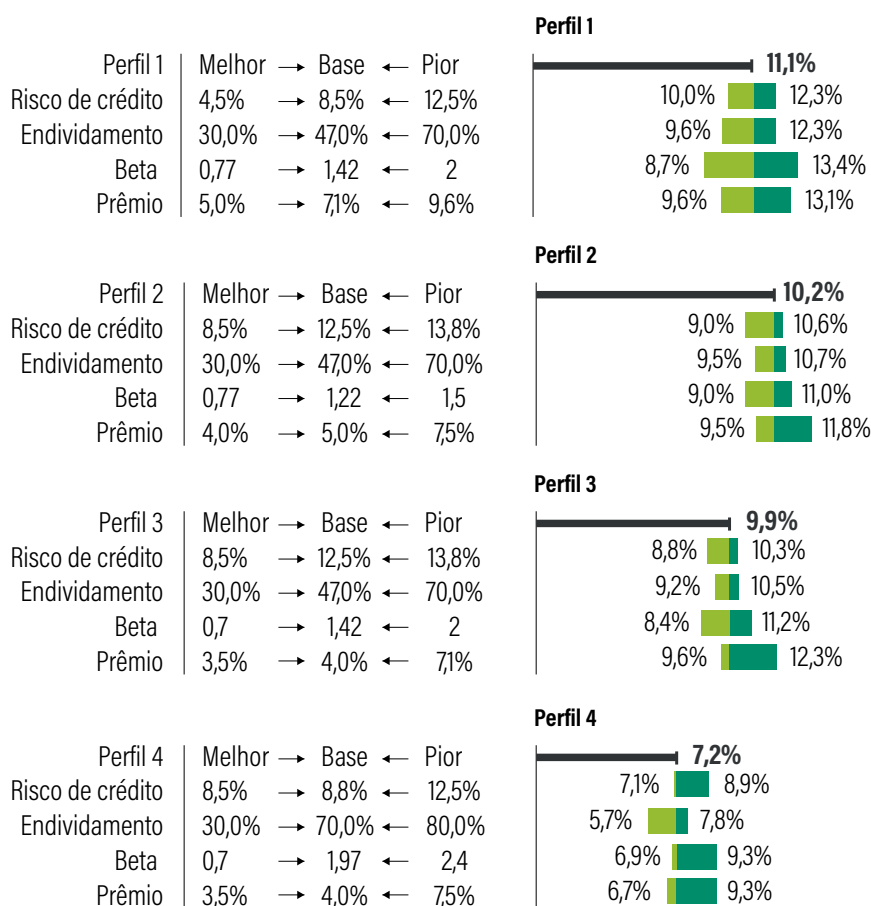 Perfil 1
Perfil 1 Melhor → Base ← Pior 11,1%
Risco de crédito 4,5% → 8,5% ← 12,5% 10,0% 12,3%
Endividamento 30,0% → 47,0% ← 70,0% 9,6% 12,3%
Beta 0,77 → 1,42 ← 2 8,7% 13,4%
Prêmio 5,0% → 7,1% ← 9,6% 9,6% 13,1%
Perfil 2
Perfil 2 Melhor → Base ← Pior 10,2%
Risco de crédito 8,5% → 12,5% ← 13,8% 9,0% 10,6%
Endividamento 30,0% → 47,0% ← 70,0% 9,5% 10,7%
Beta 0,77 → 1,22 ← 1,5 9,0% 11,0%
Prêmio 4,0% → 5,0% ← 7,5% 9,5% 11,8%
Perfil 3
Perfil 3 Melhor → Base ← Pior 9,9%
Risco de crédito 8,5% → 12,5% ← 13,8% 8,8% 10,3%
Endividamento 30,0% → 47,0% ← 70,0% 9,2% 10,5%
Beta 0,7 → 1,42 ← 2 8,4% 11,2%
Prêmio 3,5% → 4,0% ← 7,1% 9,6% 12,3%
Perfil 4
Perfil 4 Melhor → Base ← Pior 7,2%
Risco de crédito 8,5% → 8,8% ← 12,5% 7,1% 8,9%
Endividamento 30,0% → 70,0% ← 80,0% 5,7% 7,8%
Beta 0,7 → 1,97 ← 2,4 6,9% 9,3%
Prêmio 3,5% → 4,0% ← 7,5% 6,7% 9,3%